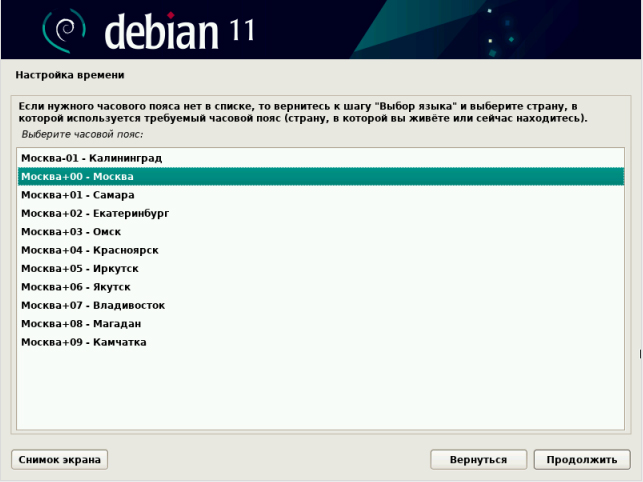 debian 11
Настройка времени
Если нужного часового пояса нет в списке, то вернитесь к шагу "Выбор языка" и выберите страну, в
которой используется требуемый часовой пояс (страну, в которой вы живёте или сейчас находитесь).
Выберите часовой пояс:
Москва-01 - Калининград
Москва+00 - Москва
Москва+01 - Самара
Москва+02 - Екатеринбург
Москва+03 - Омск
Москва+04 - Красноярск
Москва+05 - Иркутск
Москва+06 - Якутск
Москва+07 - Владивосток
Москва+08 - Магадан
Москва+09 - Камчатка
Снимок экрана
Вернуться
Продолжить